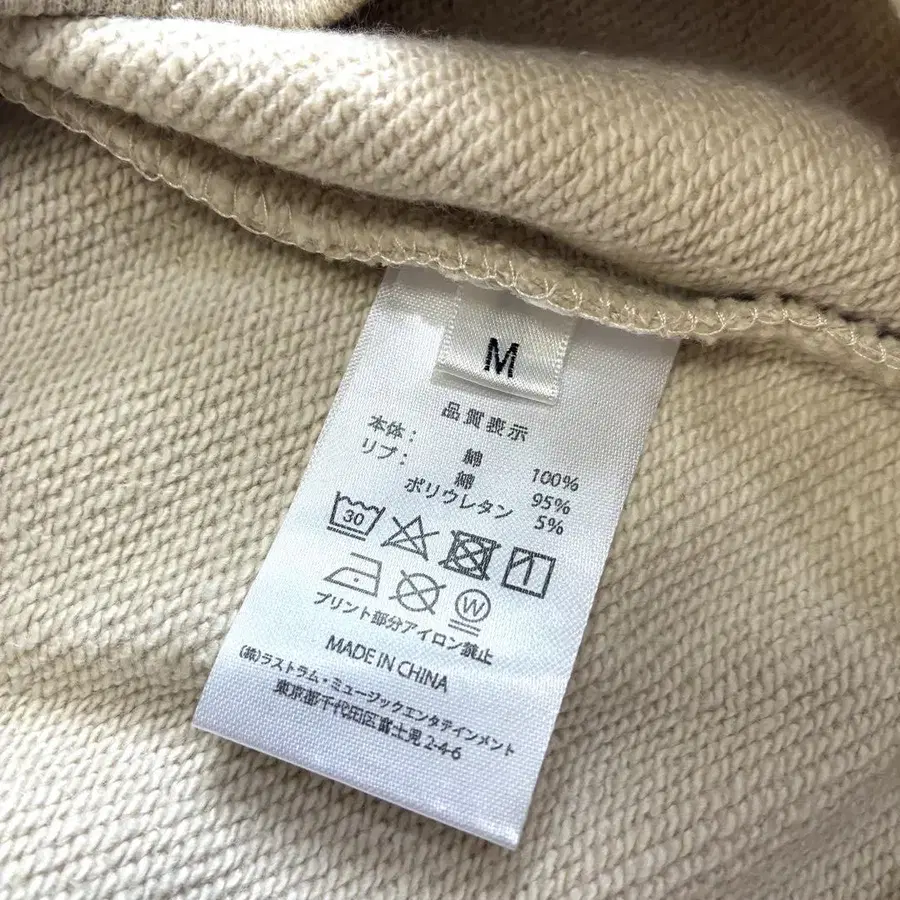 M
品質表示
本体： 綿 100%
リブ： 綿 95%
ポリウレタン 5%
30
W
プリント部分アイロン禁止
MADE IN CHINA
(株)ラストラム・ミュージックエンタテインメント
東京都千代田区富士見2-4-6